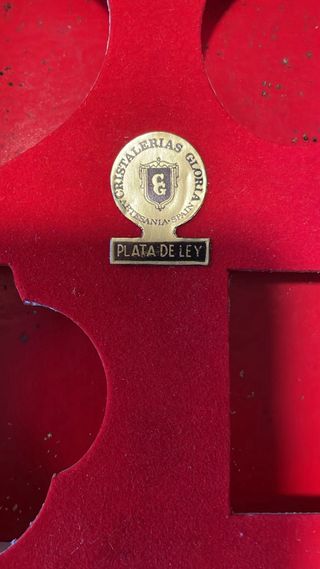 CRISTALERIAS GLORIA
CG
ARTESANIA • SPAIN
PLATA DE LEY